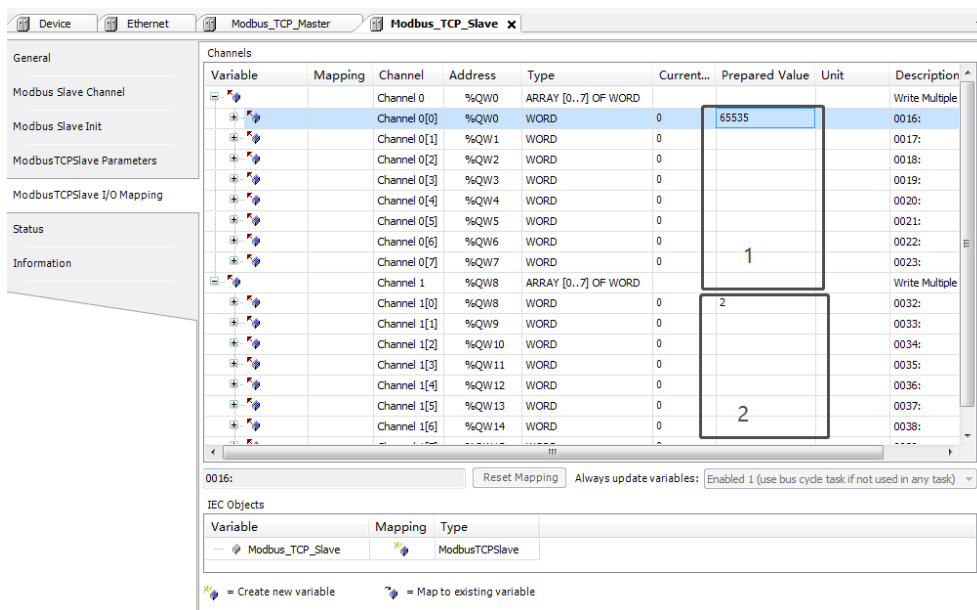 Device Ethernet Modbus_TCP_Master Modbus_TCP_Slave
General
Modbus Slave Channel
Modbus Slave Init
ModbusTCPSlave Parameters
ModbusTCPSlave I/O Mapping
Status
Information
Channels
Variable Mapping Channel Address Type Current... Prepared Value Unit Description
Channel 0 %QW0 ARRAY [0..7] OF WORD Write Multiple
Channel 0[0] %QW0 WORD 0 65535 0016:
Channel 0[1] %QW1 WORD 0 0017:
Channel 0[2] %QW2 WORD 0 0018:
Channel 0[3] %QW3 WORD 0 0019:
Channel 0[4] %QW4 WORD 0 0020:
Channel 0[5] %QW5 WORD 0 0021:
Channel 0[6] %QW6 WORD 0 0022:
1
Channel 0[7] %QW7 WORD 0 0023:
Channel 1 %QW8 ARRAY [0..7] OF WORD Write Multiple
Channel 1[0] %QW8 WORD 0 2 0032:
Channel 1[1] %QW9 WORD 0 0033:
Channel 1[2] %QW10 WORD 0 0034:
Channel 1[3] %QW11 WORD 0 0035:
Channel 1[4] %QW12 WORD 0 0036:
Channel 1[5] %QW13 WORD 0 0037:
2
Channel 1[6] %QW14 WORD 0 0038:
0016: Reset Mapping Always update variables: Enabled 1 (use bus cycle task if not used in any task)
IEC Objects
Variable Mapping Type
Modbus_TCP_Slave ModbusTCPSlave
= Create new variable = Map to existing variable